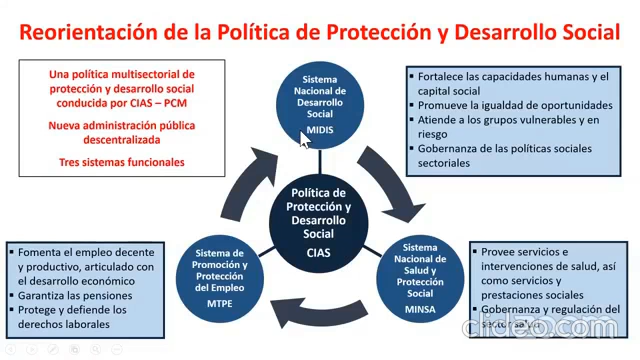 Reorientación de la Política de Protección y Desarrollo Social
Una política multisectorial de
protección y desarrollo social
conducida por CIAS – PCM
Nueva administración pública
descentralizada
Tres sistemas funcionales
Sistema
Nacional de
Desarrollo
Social
MIDIS
▪ Fortalece las capacidades humanas y el
capital social
▪ Promueve la igualdad de oportunidades
▪ Atiende a los grupos vulnerables y en
riesgo
▪ Gobernanza de las políticas sociales
sectoriales
Política de
Protección y
Desarrollo
Social
CIAS
▪ Fomenta el empleo decente
y productivo, articulado con
el desarrollo económico
▪ Garantiza las pensiones
▪ Protege y defiende los
derechos laborales
Sistema de
Promoción y
Protección
del Empleo
MTPE
Sistema
Nacional de
Salud y
Protección
Social
MINSA
▪ Provee servicios e
intervenciones de salud, así
como servicios y
prestaciones sociales
▪ Gobernanza y regulación del
sector salud
clideo.com